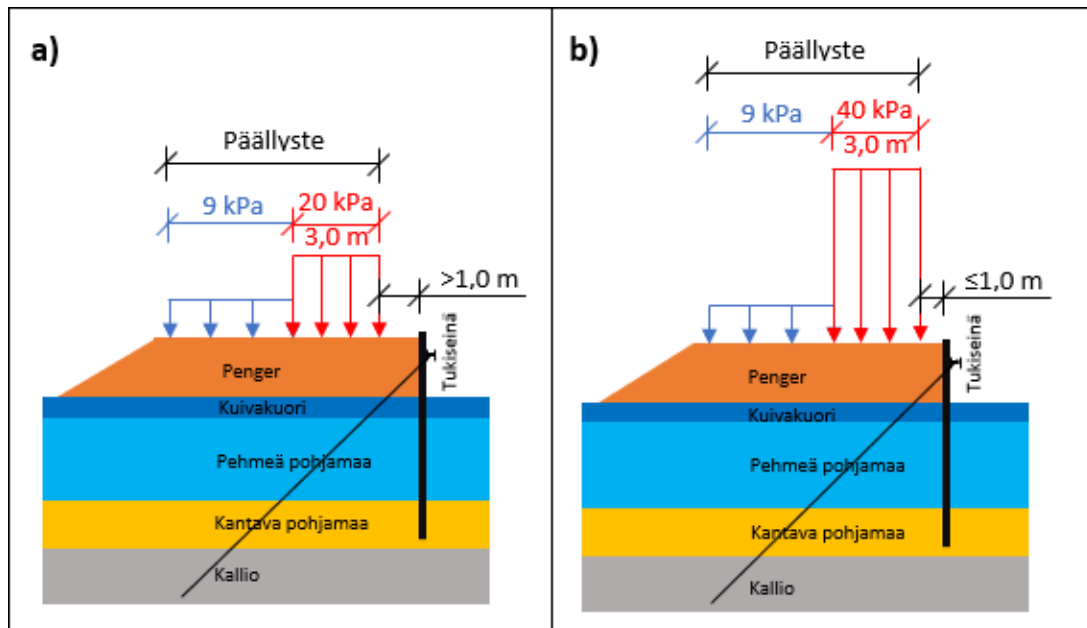 a)
Päällyste
9 kPa
20 kPa
3,0 m
>1,0 m
Tukiseinä
Penger
Kuivakuori
Pehmeä pohjamaa
Kantava pohjamaa
Kallio
b)
Päällyste
9 kPa
40 kPa
3,0 m
≤1,0 m
Tukiseinä
Penger
Kuivakuori
Pehmeä pohjamaa
Kantava pohjamaa
Kallio